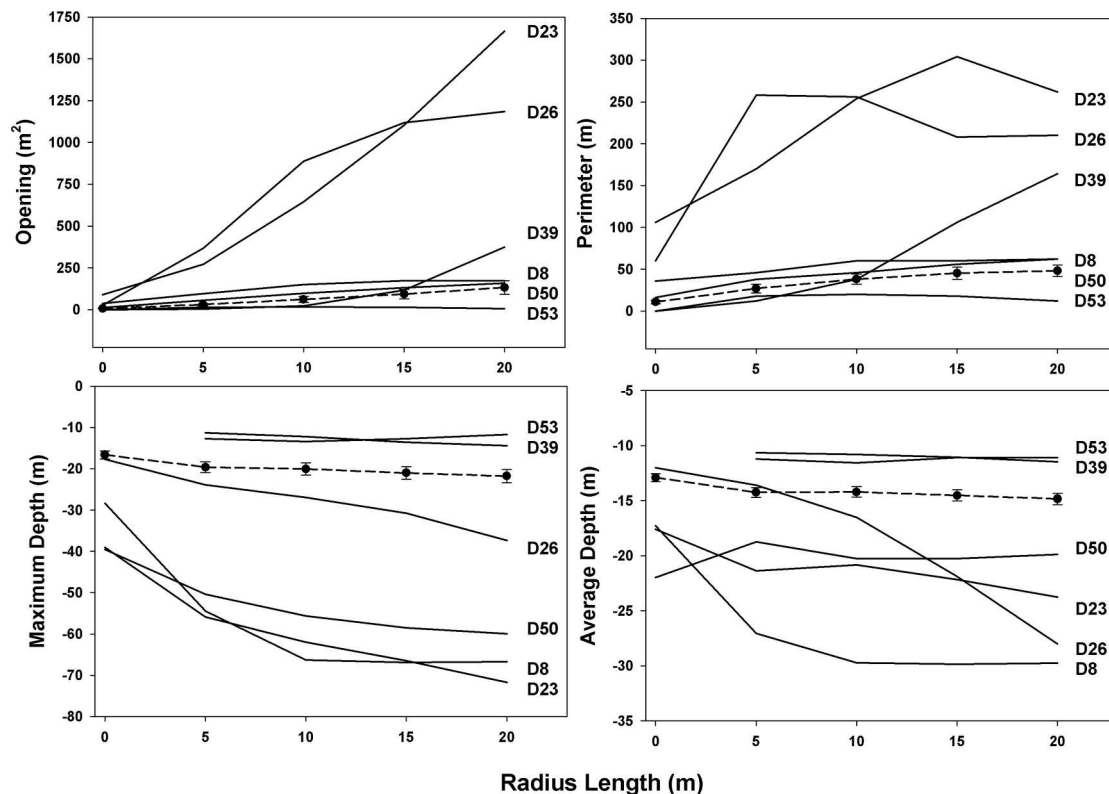 1750
1500
1250
1000
750
500
250
0
Opening (m²)
0 5 10 15 20
D23
D26
D39
D8
D50
D53
350
300
250
200
150
100
50
0
Perimeter (m)
0 5 10 15 20
D23
D26
D39
D8
D50
D53
0
-10
-20
-30
-40
-50
-60
-70
-80
Maximum Depth (m)
0 5 10 15 20
D53
D39
D26
D50
D8
D23
-5
-10
-15
-20
-25
-30
-35
Average Depth (m)
0 5 10 15 20
D53
D39
D50
D23
D26
D8
Radius Length (m)